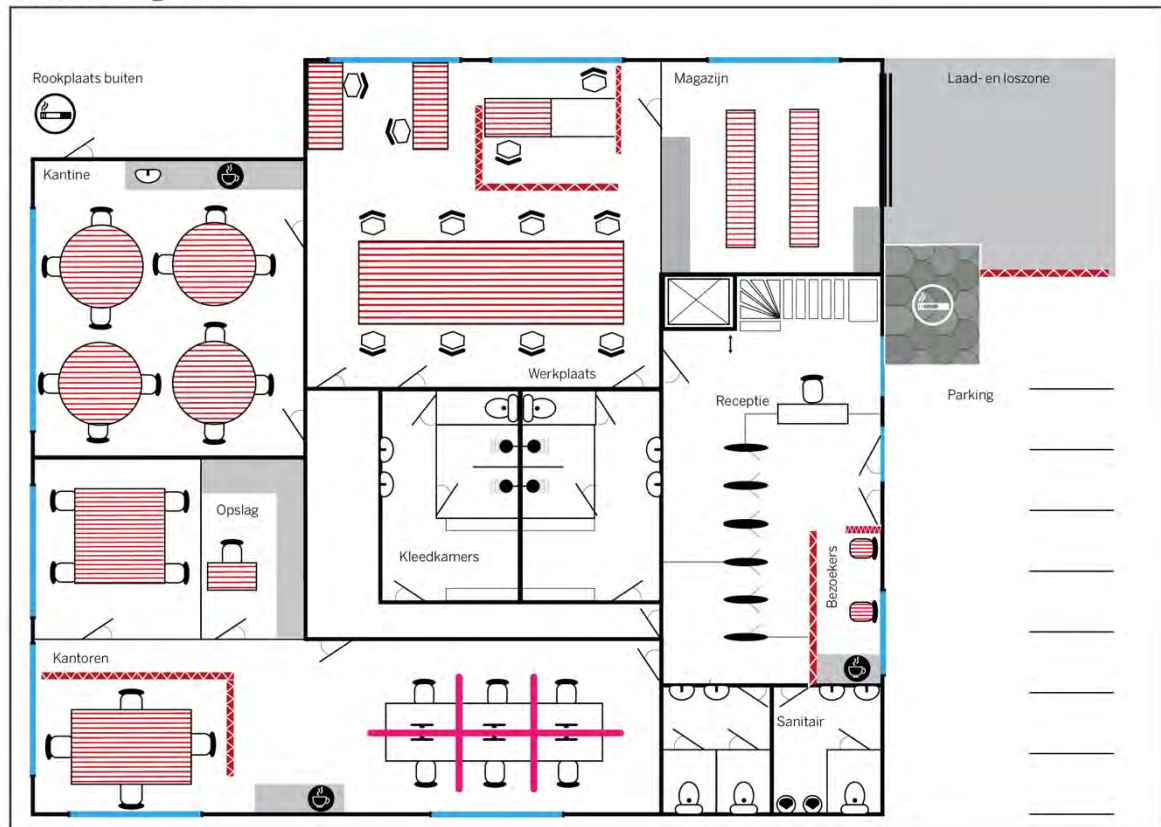 Rookplaats buiten
Magazijn
Laad- en loszone
Kantine
Werkplaats
Receptie
Parking
Opslag
Kleedkamers
Bezoekers
Kantoren
Sanitair